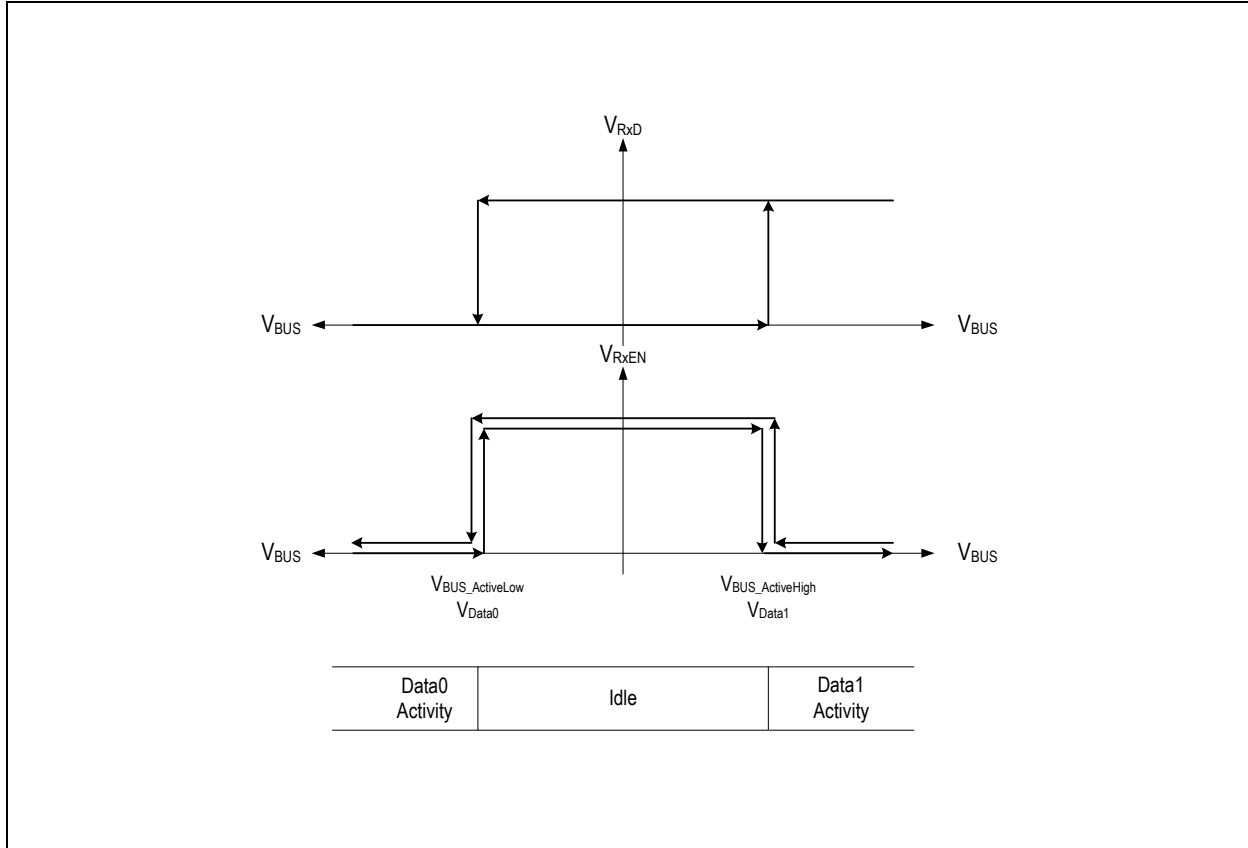 VRxD
VBUS VBUS
VRxEN
VBUS VBUS
VBUS_ActiveLow VBUS_ActiveHigh
VData0 VData1
Data0 Idle Data1
Activity Activity